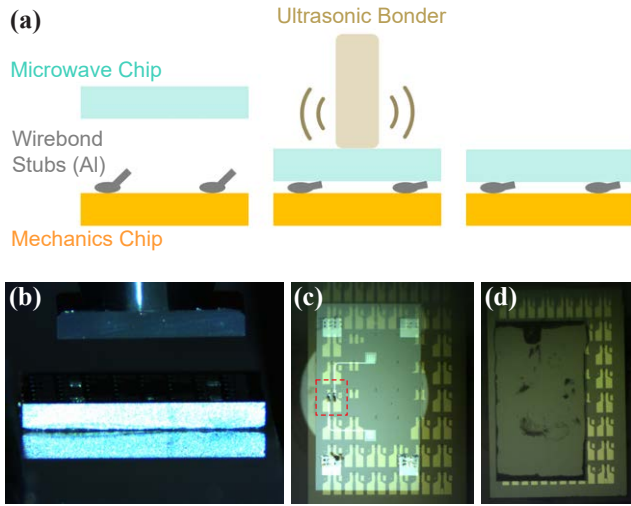 (a)
Ultrasonic Bonder
Microwave Chip
Wirebond
Stubs (Al)
Mechanics Chip
(b)
(c)
(d)